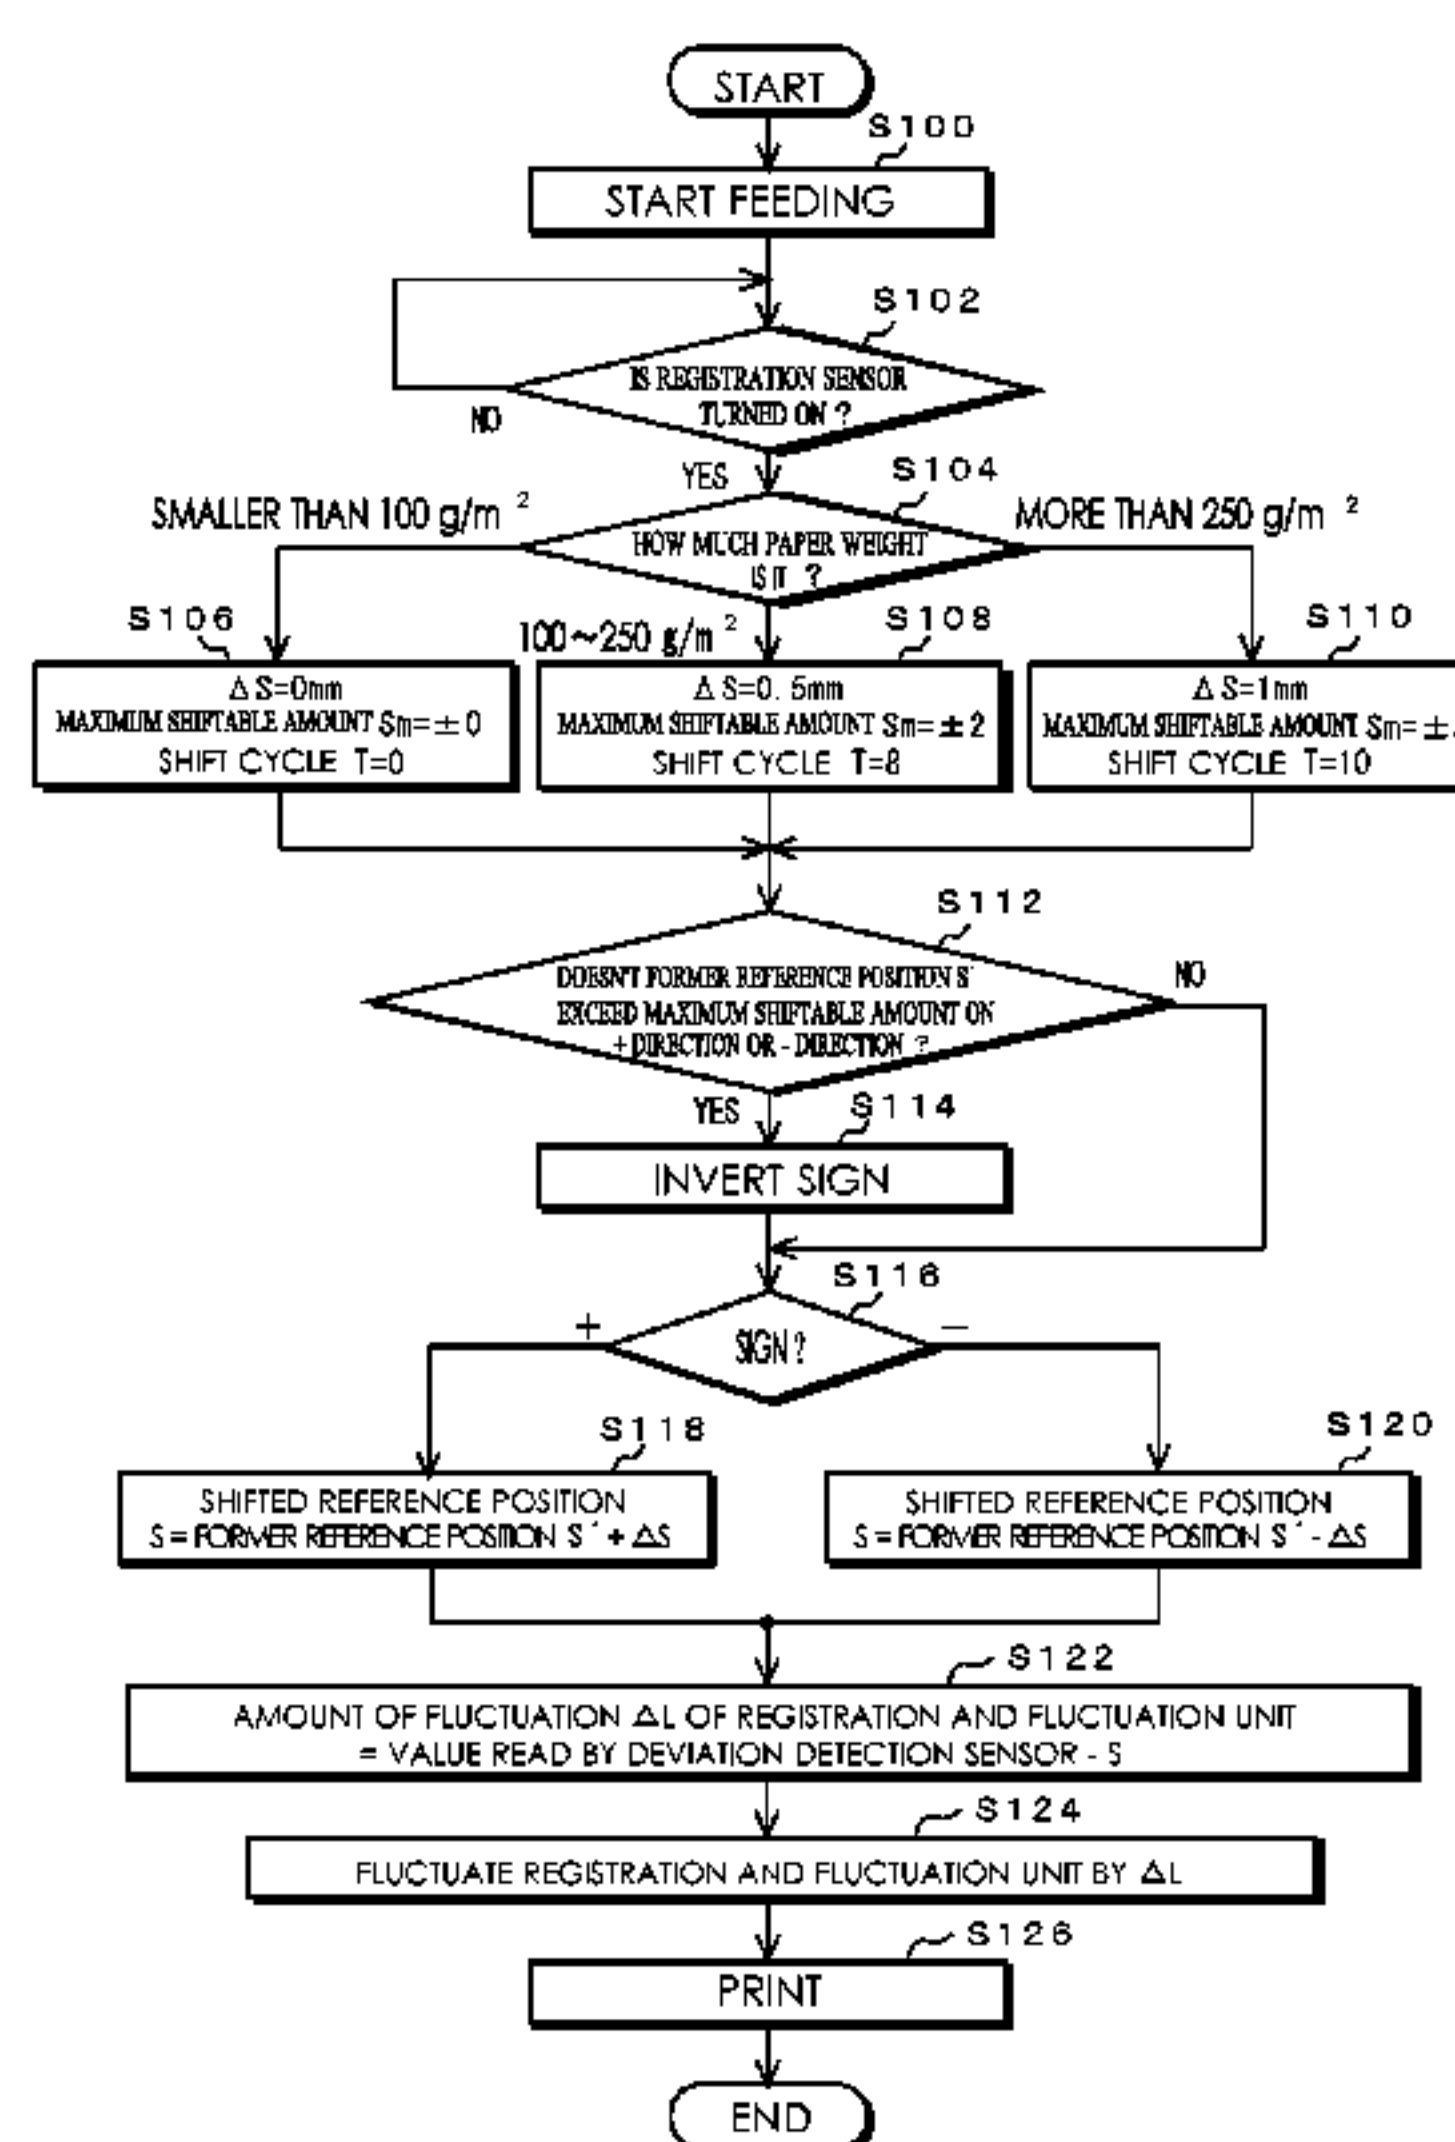 START
S100
START FEEDING
S102
IS REGISTRATION SENSOR
TURNED ON ?
NO
YES
S104
SMALLER THAN 100 g/m ²
MORE THAN 250 g/m ²
HOW MUCH PAPER WEIGHT
IS IT ?
S106
100~250 g/m ²
S108
S110
Δ S=0mm
MAXIMUM SHIFTABLE AMOUNT Sm=±0
SHIFT CYCLE T=0
Δ S=0.5mm
MAXIMUM SHIFTABLE AMOUNT Sm=±2
SHIFT CYCLE T=8
Δ S=1mm
MAXIMUM SHIFTABLE AMOUNT Sm=±
SHIFT CYCLE T=10
S112
DOESN'T FORMER REFERENCE POSITION S'
EXCEED MAXIMUM SHIFTABLE AMOUNT ON
+ DIRECTION OR - DIRECTION ?
NO
YES
S114
INVERT SIGN
S116
+
SIGN ?
−
S118
S120
SHIFTED REFERENCE POSITION
S = FORMER REFERENCE POSITION S ' + ΔS
SHIFTED REFERENCE POSITION
S = FORMER REFERENCE POSITION S ' - ΔS
S122
AMOUNT OF FLUCTUATION ΔL OF REGISTRATION AND FLUCTUATION UNIT
= VALUE READ BY DEVIATION DETECTION SENSOR - S
S124
FLUCTUATE REGISTRATION AND FLUCTUATION UNIT BY ΔL
S126
PRINT
END